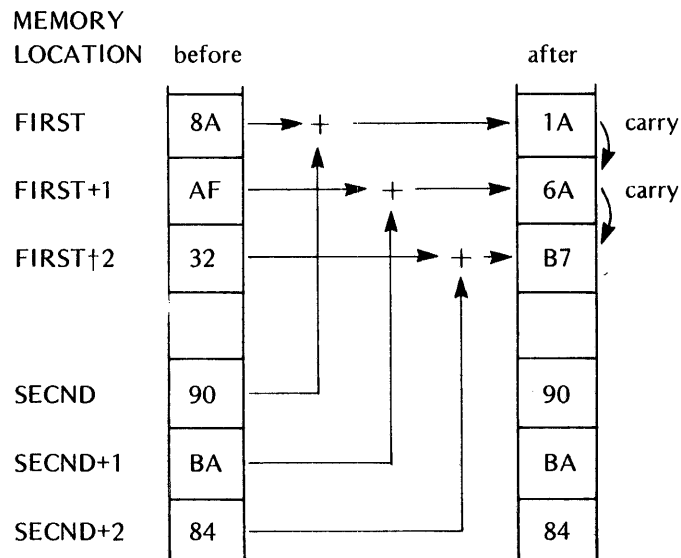 MEMORY
LOCATION before after
FIRST 8A + 1A carry
FIRST+1 AF + 6A carry
FIRST†2 32 + B7
SECND 90 90
SECND+1 BA BA
SECND+2 84 84